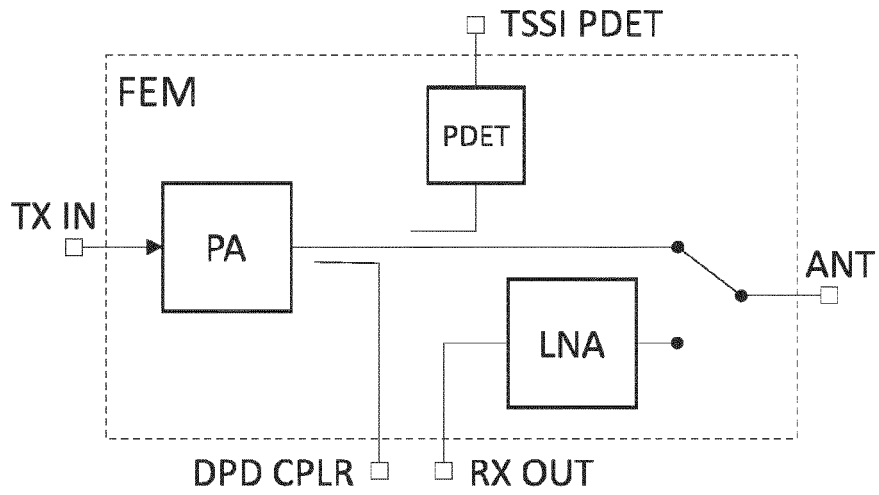 TSSI PDET
FEM
PDET
TX IN
PA
ANT
LNA
DPD CPLR
RX OUT